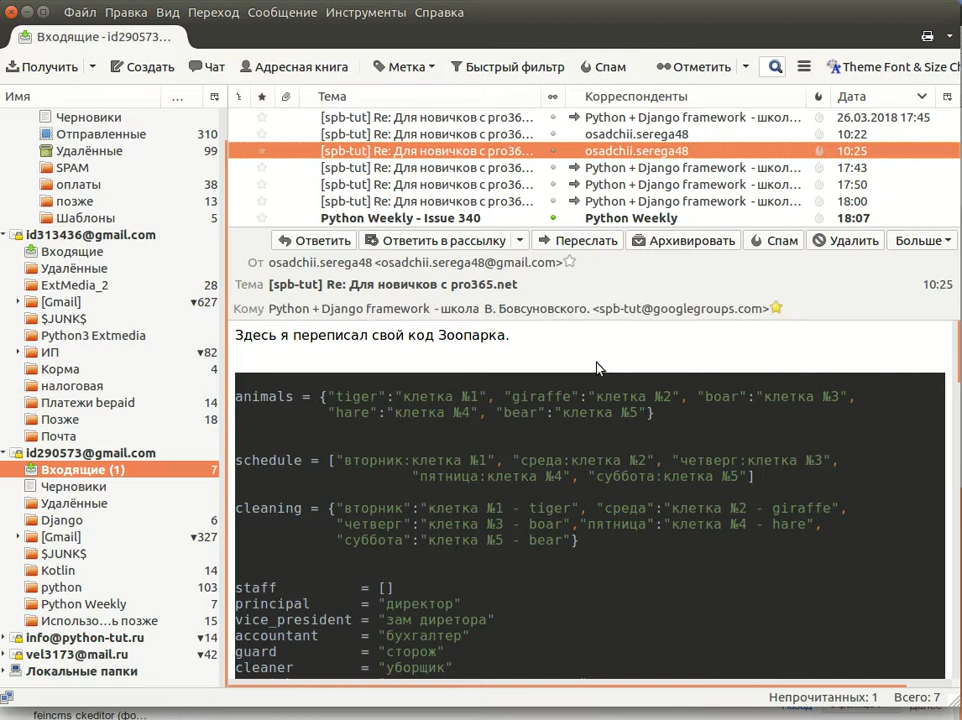 Файл Правка Вид Переход Сообщение Инструменты Справка
Входящие - id290573...
Получить Создать Чат Адресная книга Метка Быстрый фильтр Спам Отметить Theme Font & Size Ch
Имя ... Тема Корреспонденты Дата
Черновики
Отправленные 310
Удалённые 99
SPAM
оплаты 38
позже 13
Шаблоны 5
id313436@gmail.com
Входящие
Удалённые
ExtMedia_2 28
[Gmail] ▾627
$JUNK$
Python3 Extmedia
ИП ▾82
Корма 4
налоговая
Платежи bepaid 14
Позже 18
Почта
id290573@gmail.com
Входящие (1) 7
Черновики
Удалённые
Django 6
[Gmail] ▾327
$JUNK$
Kotlin 14
python 103
Python Weekly 7
Использо...ь позже 15
info@python-tut.ru ▾14
vel3173@mail.ru ▾42
Локальные папки
[spb-tut] Re: Для новичков с pro36... Python + Django framework - школ... 26.03.2018 17:45
[spb-tut] Re: Для новичков с pro36... osadchii.serega48 10:22
[spb-tut] Re: Для новичков с pro36... osadchii.serega48 10:25
[spb-tut] Re: Для новичков с pro36... Python + Django framework - школ... 17:43
[spb-tut] Re: Для новичков с pro36... Python + Django framework - школ... 17:50
[spb-tut] Re: Для новичков с pro36... Python + Django framework - школ... 18:00
Python Weekly - Issue 340 Python Weekly 18:07
Ответить Ответить в рассылку Переслать Архивировать Спам Удалить Больше
От osadchii.serega48 <osadchii.serega48@gmail.com>
Тема [spb-tut] Re: Для новичков с pro365.net 10:25
Кому Python + Django framework - школа В. Бовсуновского. <spb-tut@googlegroups.com>
Здесь я переписал свой код Зоопарка.
animals = {"tiger":"клетка №1", "giraffe":"клетка №2", "boar":"клетка №3",
"hare":"клетка №4", "bear":"клетка №5"}
schedule = ["вторник:клетка №1", "среда:клетка №2", "четверг:клетка №3",
"пятница:клетка №4", "суббота:клетка №5"]
cleaning = {"вторник":"клетка №1 - tiger", "среда":"клетка №2 - giraffe",
"четверг":"клетка №3 - boar","пятница":"клетка №4 - hare",
"суббота":"клетка №5 - bear"}
staff = []
principal = "директор"
vice_president = "зам диретора"
accountant = "бухгалтер"
guard = "сторож"
cleaner = "уборщик"
Непрочитанных: 1 Всего: 7
feincms ckeditor (фо...